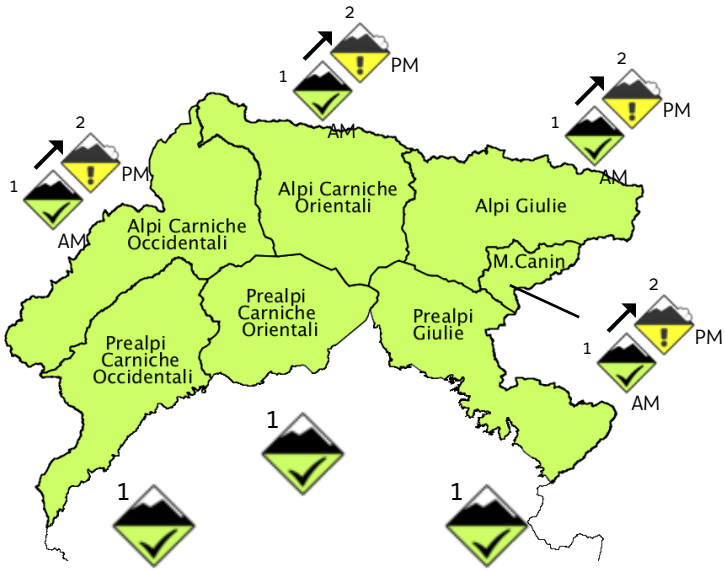 2
1
PM
AM
2
1
PM
AM
2
1
PM
AM
Alpi Carniche
Orientali
Alpi Giulie
Alpi Carniche
Occidentali
M.Canin
Prealpi
Carniche
Orientali
Prealpi
Giulie
2
1
PM
AM
Prealpi
Carniche
Occidentali
1
1
1